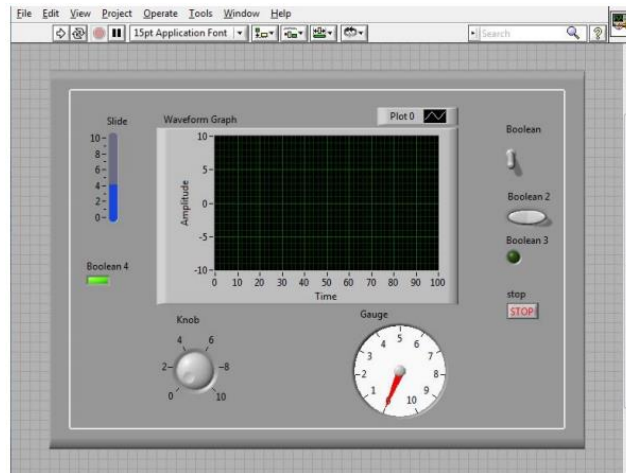 File Edit View Project Operate Tools Window Help
15pt Application Font
Search
?
Slide
10
8
6
4
2
0
Waveform Graph
Plot 0
Amplitude
10
5
0
-5
-10
0 10 20 30 40 50 60 70 80 90 100
Time
Boolean
Boolean 2
Boolean 3
Boolean 4
stop
STOP
Knob
0 2 4 6 8 10
Gauge
0 1 2 3 4 5 6 7 8 9 10